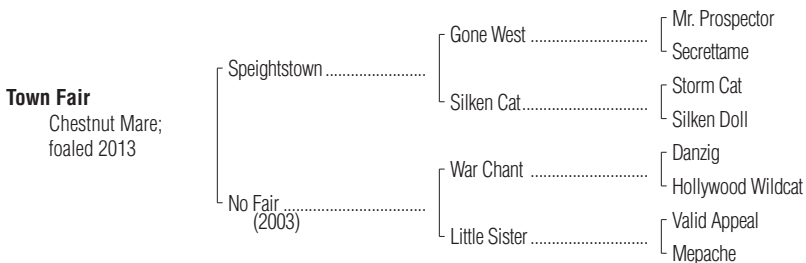 Town Fair
Chestnut Mare;
foaled 2013
Speightstown ........................
No Fair ..................................
(2003)
Gone West ............................
Silken Cat..............................
War Chant ............................
Little Sister ............................
Mr. Prospector
Secrettame
Storm Cat
Silken Doll
Danzig
Hollywood Wildcat
Valid Appeal
Mepache